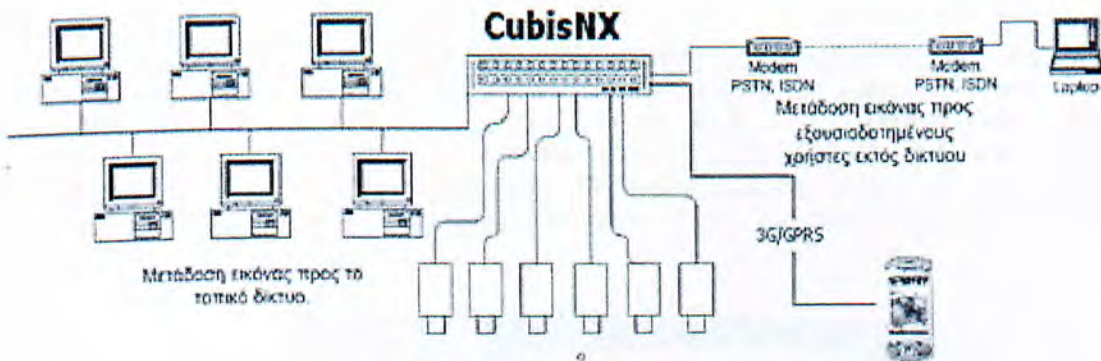 CubisNX
Modem
PSTN, ISDN
Modem
PSTN, ISDN
Laptop
Μετάδοση εικόνας προς
εξουσιοδοτημένους
χρήστες εκτός δικτύου
3G/GPRS
Μετάδοση εικόνας προς το
τοπικό δίκτυο.